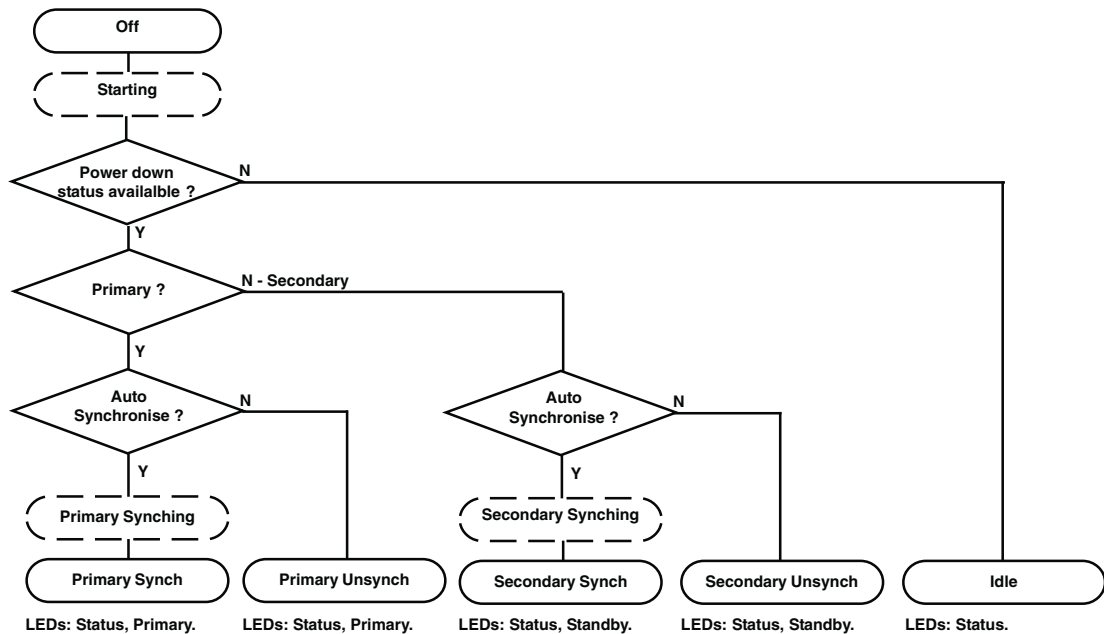 Off
Starting
Power down
status availalble ?
N
Y
Primary ?
N - Secondary
Y
Auto
Synchronise ?
N
Auto
Synchronise ?
N
Y
Y
Primary Synching
Secondary Synching
Primary Synch
Primary Unsynch
Secondary Synch
Secondary Unsynch
Idle
LEDs: Status, Primary.
LEDs: Status, Primary.
LEDs: Status, Standby.
LEDs: Status, Standby.
LEDs: Status.